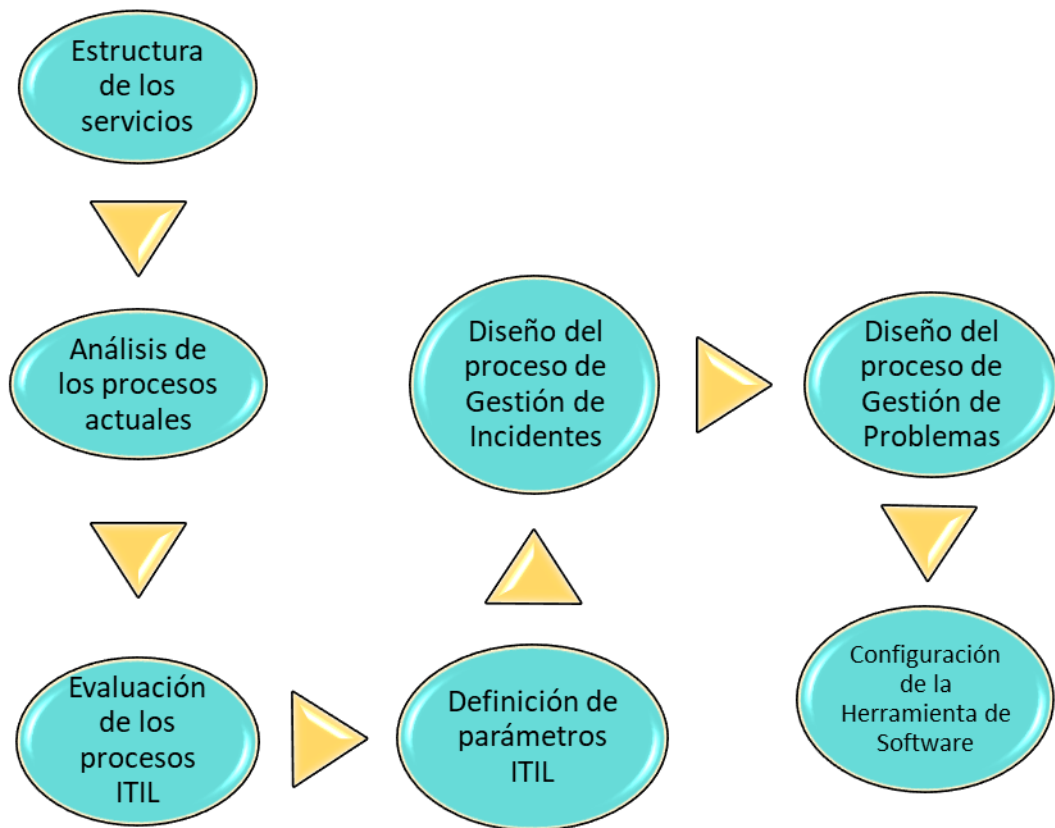 Estructura
de los
servicios
Análisis de
los procesos
actuales
Evaluación
de los
procesos
ITIL
Definición de
parámetros
ITIL
Diseño del
proceso de
Gestión de
Incidentes
Diseño del
proceso de
Gestión de
Problemas
Configuración
de la
Herramienta de
Software